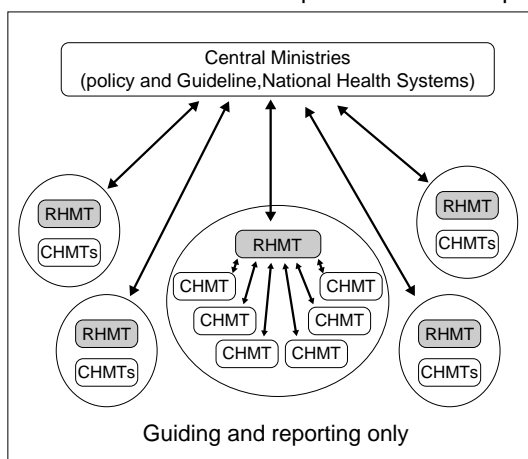 Central Ministries
(policy and Guideline,National Health Systems)
RHMT
CHMTs
RHMT
CHMTs
RHMT
CHMT
CHMT
CHMT
CHMT
CHMT
CHMT
RHMT
CHMTs
RHMT
CHMTs
Guiding and reporting only